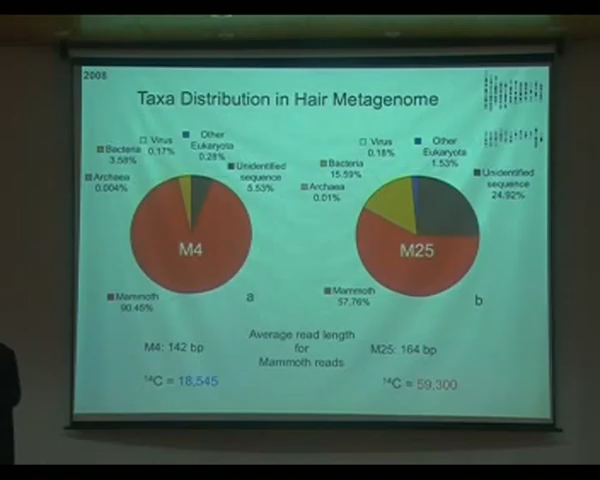 2008
Taxa Distribution in Hair Metagenome
Virus
0.17%
Other
Eukaryota
0.28%
Bacteria
3.58%
Unidentified
sequence
5.53%
Archaea
0.004%
M4
Mammoth
90.45%
a
Virus
0.18%
Other
Eukaryota
1.53%
Bacteria
15.59%
Unidentified
sequence
24.92%
Archaea
0.01%
M25
Mammoth
57.76%
b
Average read length
for
Mammoth reads
M4: 142 bp
M25: 164 bp
¹⁴C = 18,545
¹⁴C = 59,300